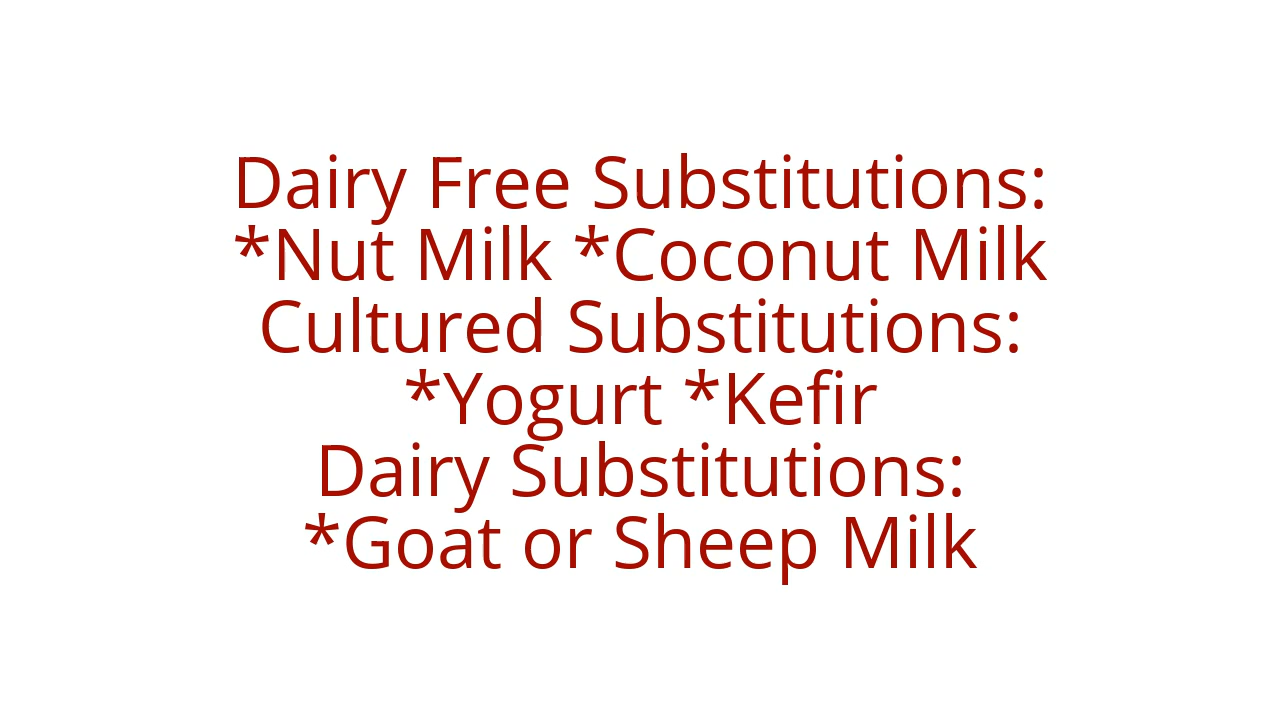 Dairy Free Substitutions:
*Nut Milk *Coconut Milk
Cultured Substitutions:
*Yogurt *Kefir
Dairy Substitutions:
*Goat or Sheep Milk